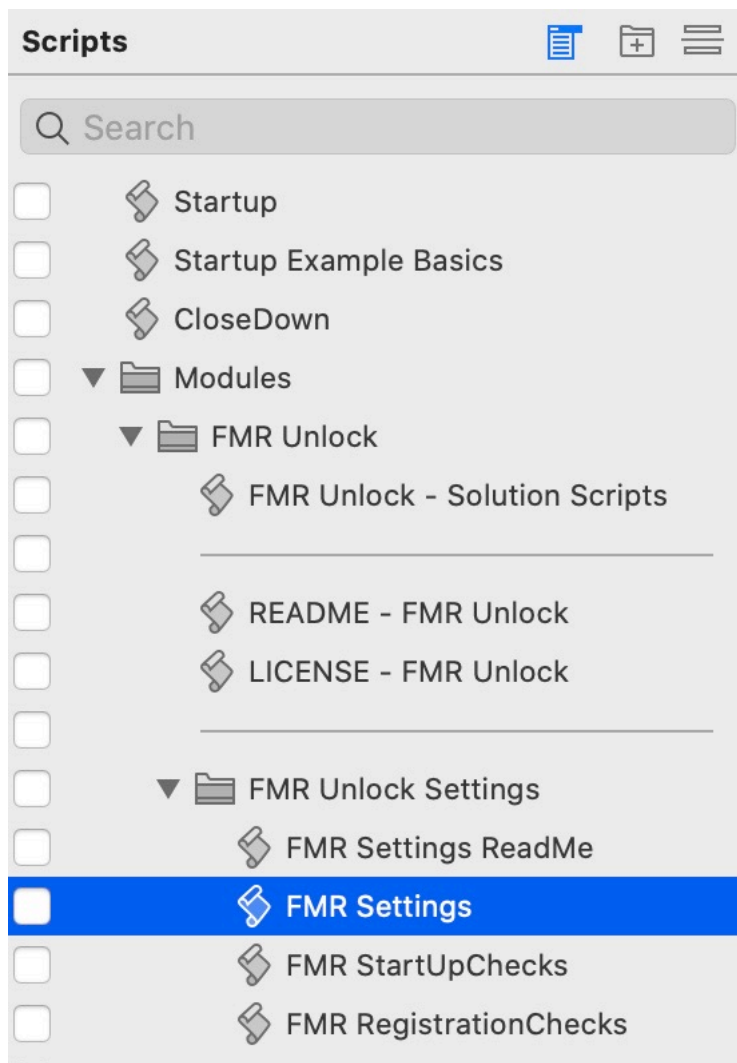 Scripts
Search
Startup
Startup Example Basics
CloseDown
Modules
FMR Unlock
FMR Unlock - Solution Scripts
README - FMR Unlock
LICENSE - FMR Unlock
FMR Unlock Settings
FMR Settings ReadMe
FMR Settings
FMR StartUpChecks
FMR RegistrationChecks